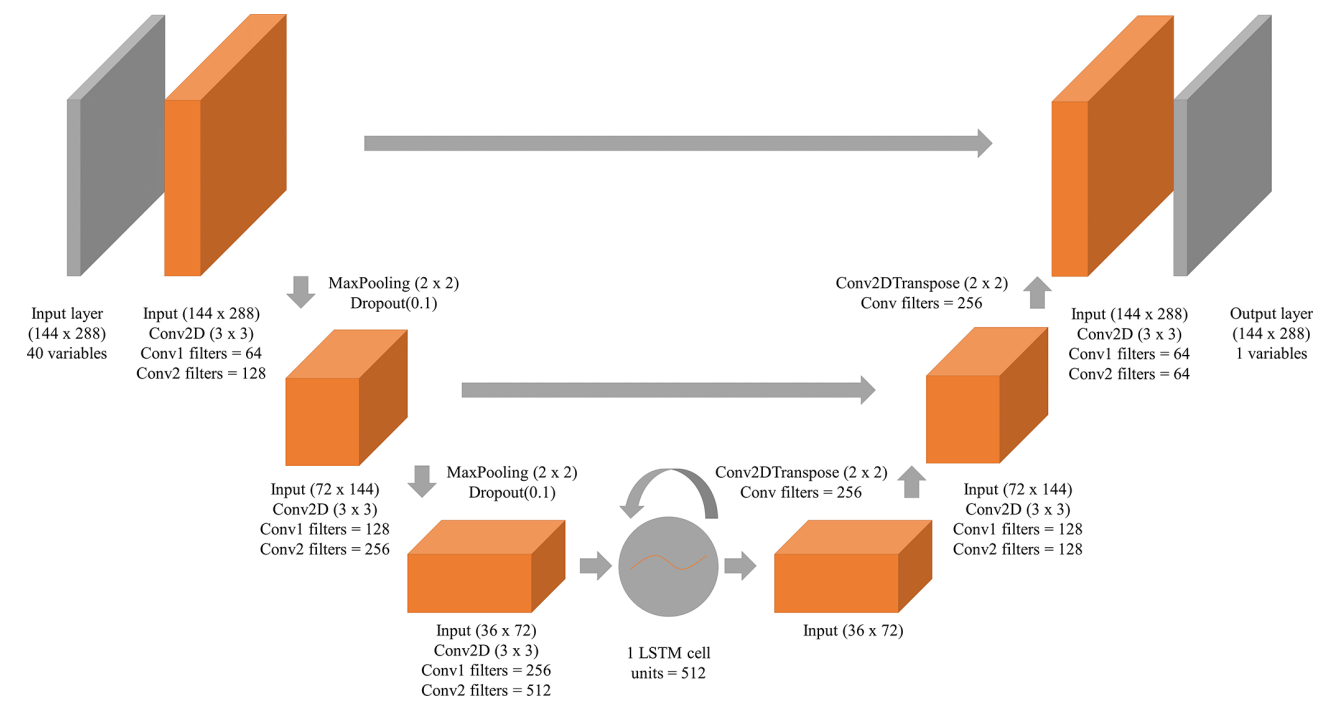 MaxPooling (2 x 2)
Dropout(0.1)
Conv2DTranspose (2 x 2)
Conv filters = 256
Input layer
(144 x 288)
40 variables
Input (144 x 288)
Conv2D (3 x 3)
Conv1 filters = 64
Conv2 filters = 128
Input (144 x 288)
Conv2D (3 x 3)
Conv1 filters = 64
Conv2 filters = 64
Output layer
(144 x 288)
1 variables
MaxPooling (2 x 2)
Dropout(0.1)
Conv2DTranspose (2 x 2)
Conv filters = 256
Input (72 x 144)
Conv2D (3 x 3)
Conv1 filters = 128
Conv2 filters = 256
Input (72 x 144)
Conv2D (3 x 3)
Conv1 filters = 128
Conv2 filters = 128
Input (36 x 72)
Conv2D (3 x 3)
Conv1 filters = 256
Conv2 filters = 512
1 LSTM cell
units = 512
Input (36 x 72)